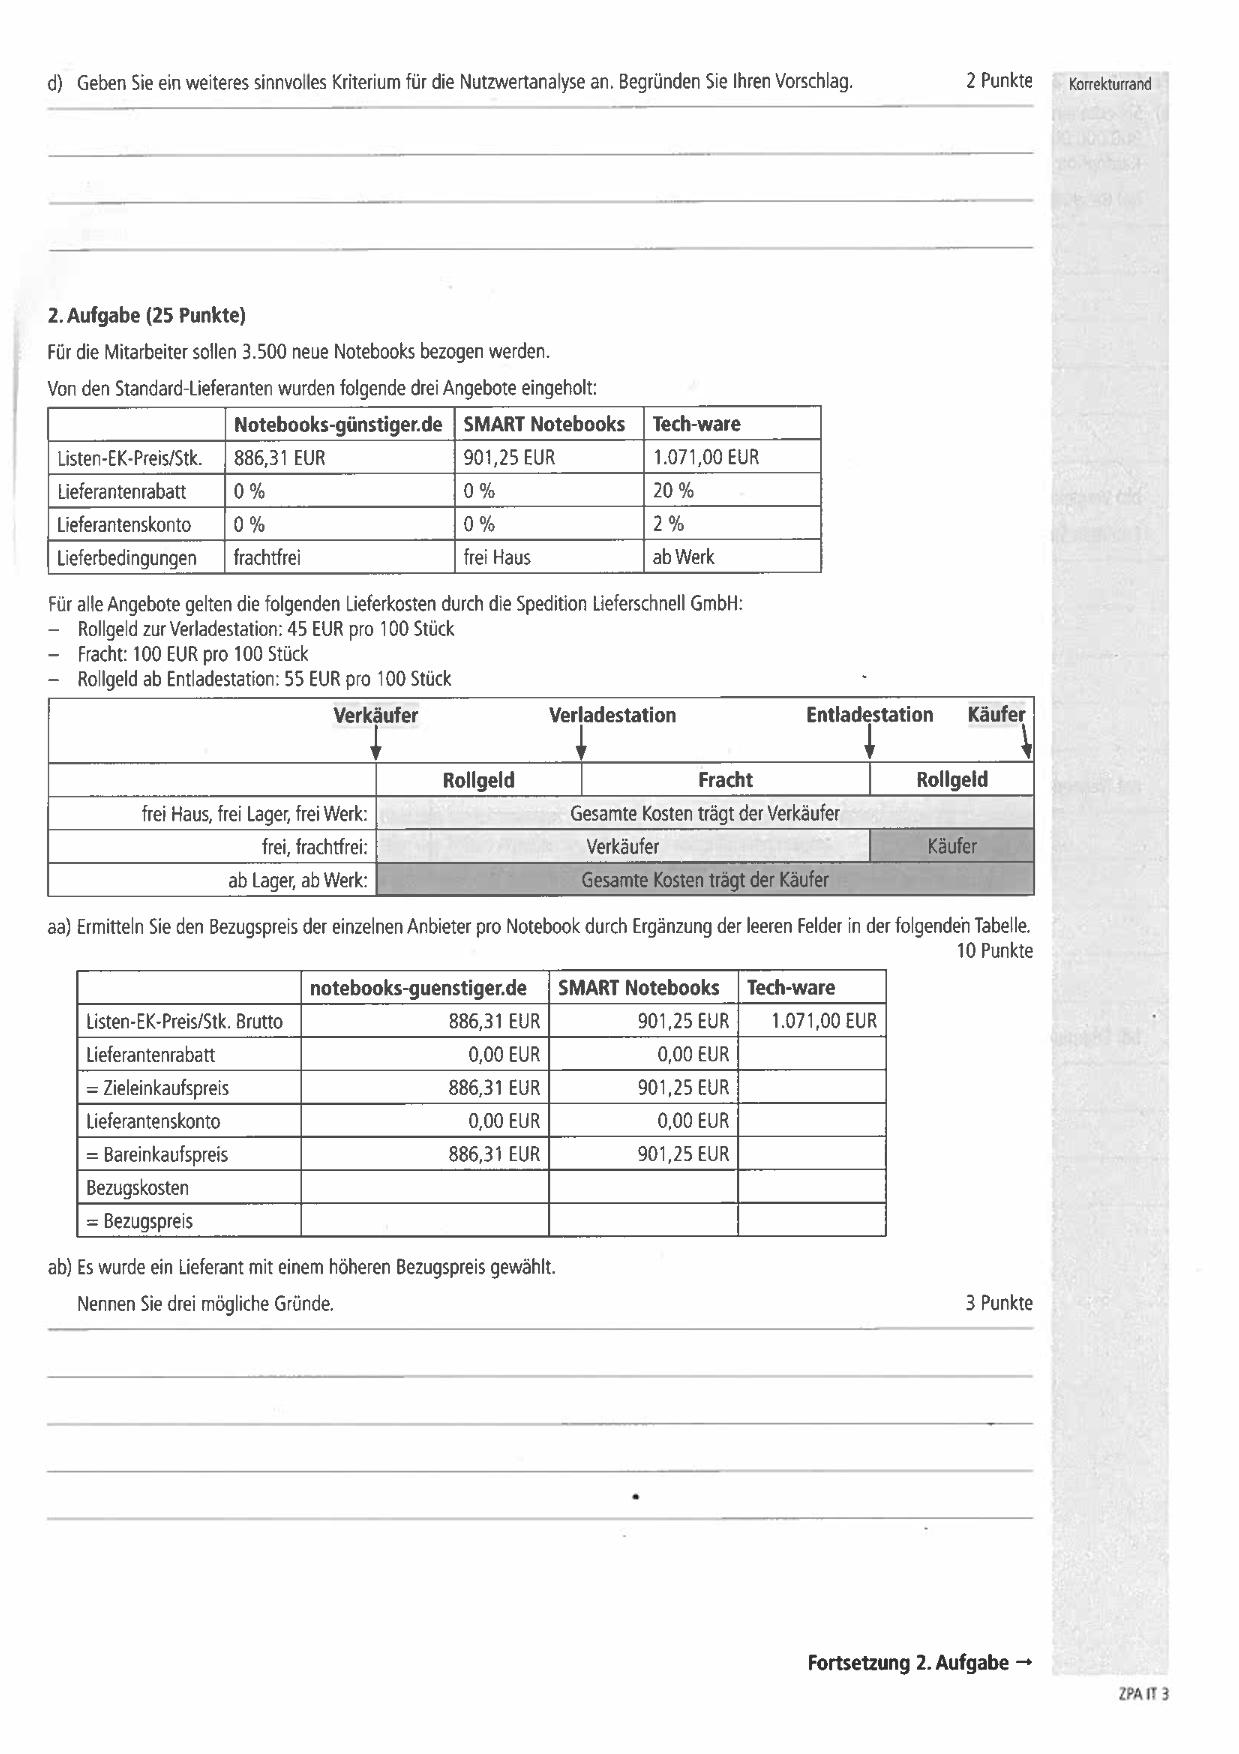 d) Geben Sie ein weiteres sinnvolles Kriterium für die Nutzwertanalyse an. Begründen Sie Ihren Vorschlag. 2 Punkte
Korrekturrand
2. Aufgabe (25 Punkte)
Für die Mitarbeiter sollen 3.500 neue Notebooks bezogen werden.
Von den Standard-Lieferanten wurden folgende drei Angebote eingeholt:
Notebooks-günstiger.de SMART Notebooks Tech-ware
Listen-EK-Preis/Stk. 886,31 EUR 901,25 EUR 1.071,00 EUR
Lieferantenrabatt 0 % 0 % 20 %
Lieferantenskonto 0 % 0 % 2 %
Lieferbedingungen frachtfrei frei Haus ab Werk
Für alle Angebote gelten die folgenden Lieferkosten durch die Spedition Lieferschnell GmbH:
– Rollgeld zur Verladestation: 45 EUR pro 100 Stück
– Fracht: 100 EUR pro 100 Stück
– Rollgeld ab Entladestation: 55 EUR pro 100 Stück
Verkäufer Verladestation Entladestation Käufer
Rollgeld Fracht Rollgeld
frei Haus, frei Lager, frei Werk: Gesamte Kosten trägt der Verkäufer
frei, frachtfrei: Verkäufer Käufer
ab Lager, ab Werk: Gesamte Kosten trägt der Käufer
aa) Ermitteln Sie den Bezugspreis der einzelnen Anbieter pro Notebook durch Ergänzung der leeren Felder in der folgenden Tabelle.
10 Punkte
notebooks-guenstiger.de SMART Notebooks Tech-ware
Listen-EK-Preis/Stk. Brutto 886,31 EUR 901,25 EUR 1.071,00 EUR
Lieferantenrabatt 0,00 EUR 0,00 EUR
= Zieleinkaufspreis 886,31 EUR 901,25 EUR
Lieferantenskonto 0,00 EUR 0,00 EUR
= Bareinkaufspreis 886,31 EUR 901,25 EUR
Bezugskosten
= Bezugspreis
ab) Es wurde ein Lieferant mit einem höheren Bezugspreis gewählt.
Nennen Sie drei mögliche Gründe. 3 Punkte
Fortsetzung 2. Aufgabe →
ZPA IT 3